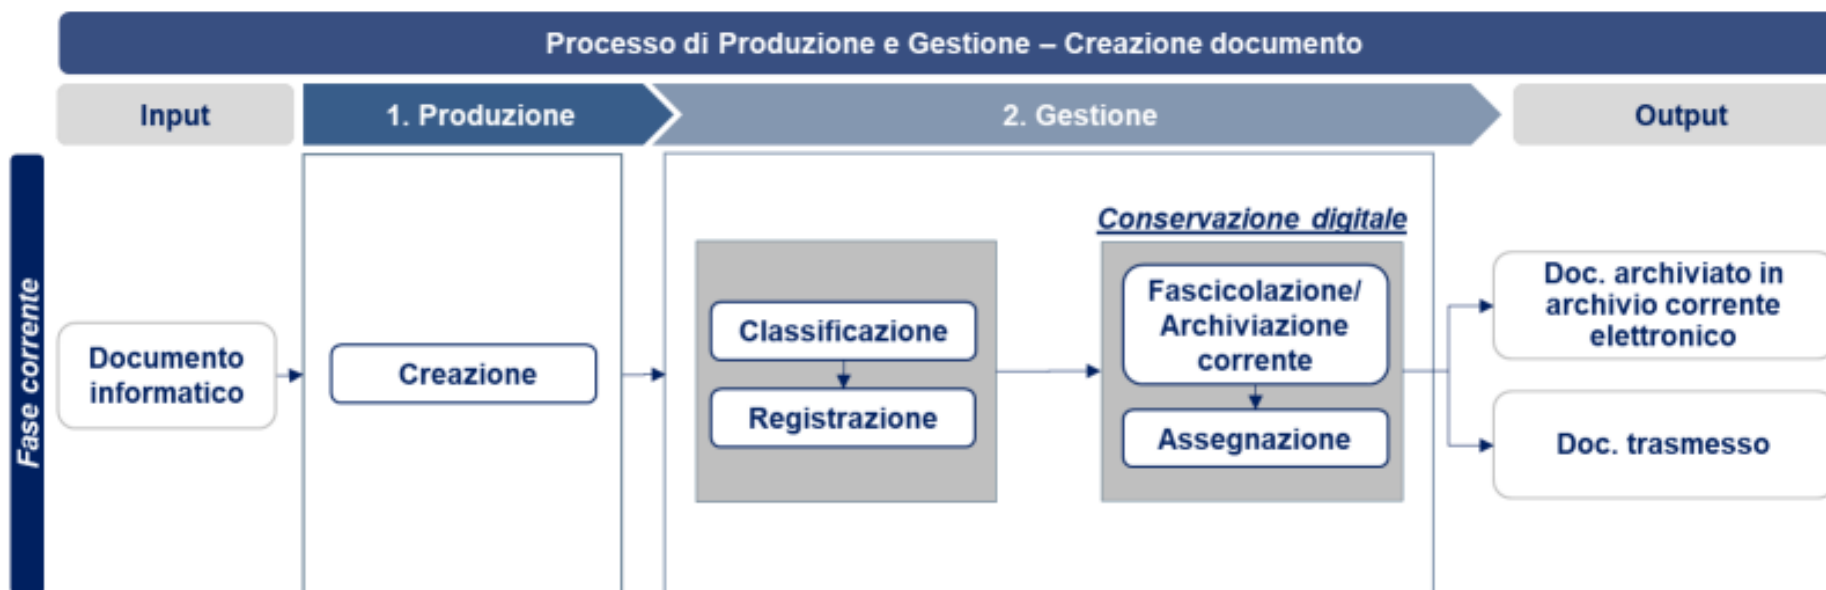 Processo di Produzione e Gestione – Creazione documento
Input
1. Produzione
2. Gestione
Output
Fase corrente
Documento
informatico
Creazione
Classificazione
Registrazione
Conservazione digitale
Fascicolazione/
Archiviazione
corrente
Assegnazione
Doc. archiviato in
archivio corrente
elettronico
Doc. trasmesso